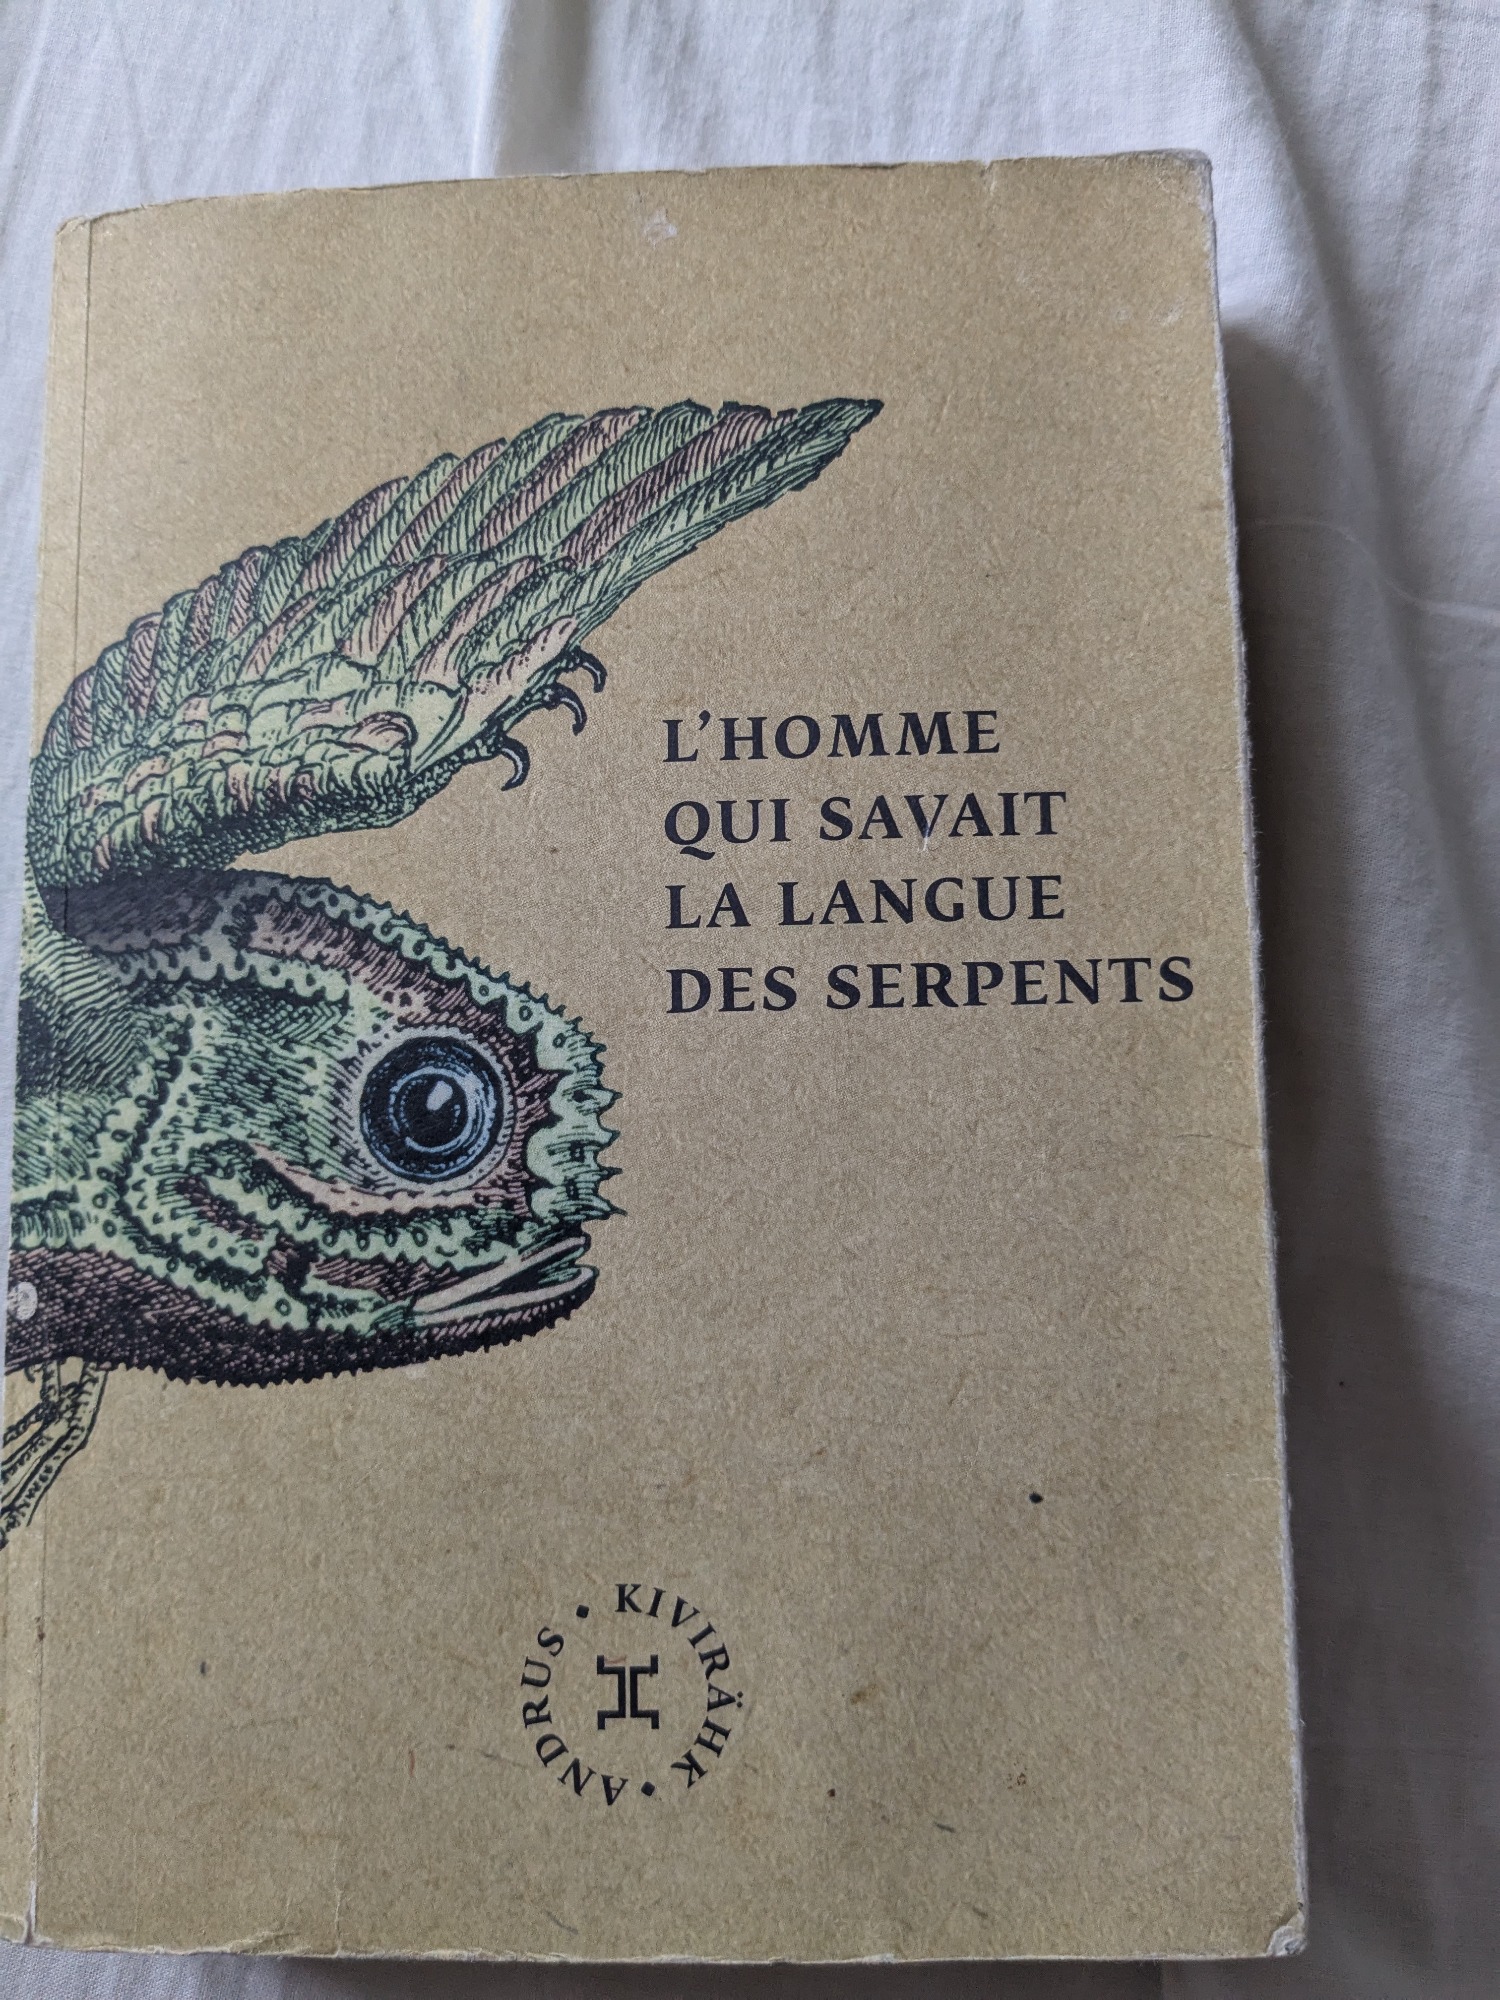 L'HOMME
QUI SAVAIT
LA LANGUE
DES SERPENTS
ANDRUS • KIVIRÄHK •